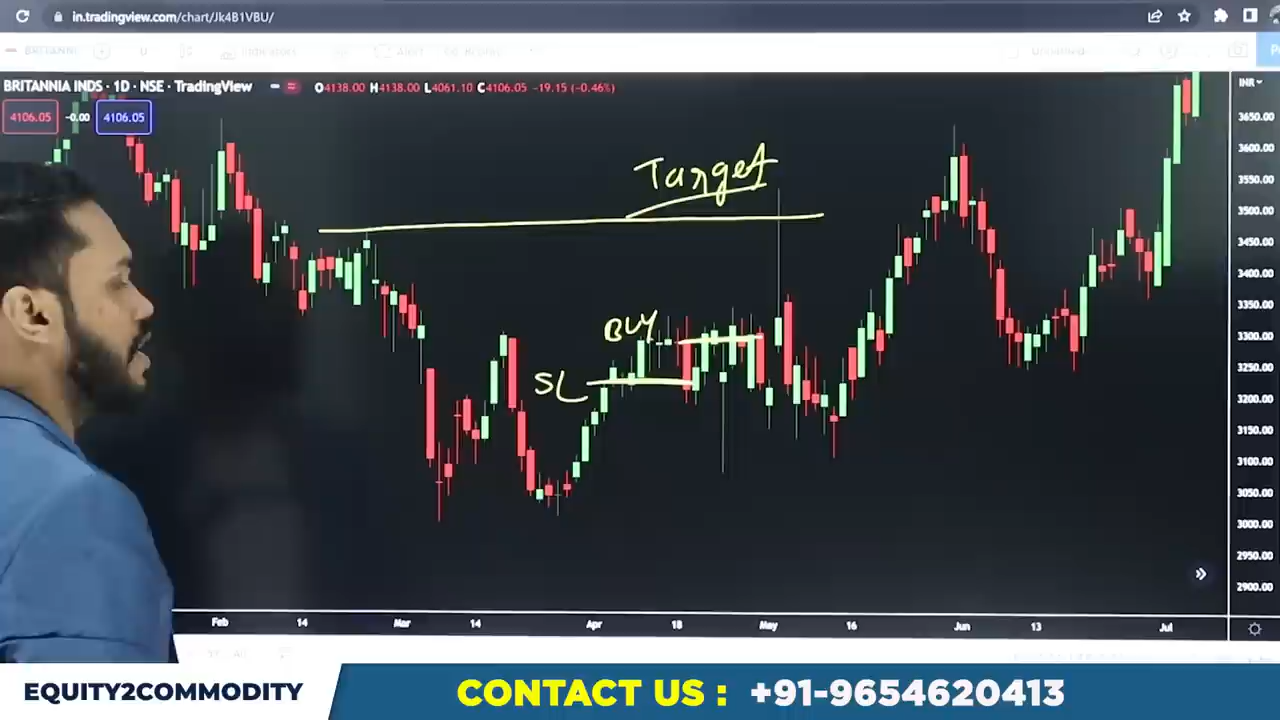 in.tradingview.com/chart/Jk4B1VBU/
BRITANNI
Indicators
Alert
Unnamed
BRITANNIA INDS · 1D · NSE · TradingView
O4138.00 H4138.00 L4061.10 C4106.05 -19.15 (-0.46%)
INR
4106.05
-0.00
4106.05
3650.00
3600.00
3550.00
3500.00
3450.00
3400.00
3350.00
3300.00
3250.00
3200.00
3150.00
3100.00
3050.00
3000.00
2950.00
2900.00
Target
BUY
SL
Feb
14
Mar
14
Apr
18
May
16
Jun
13
Jul
EQUITY2COMMODITY
CONTACT US : +91-9654620413